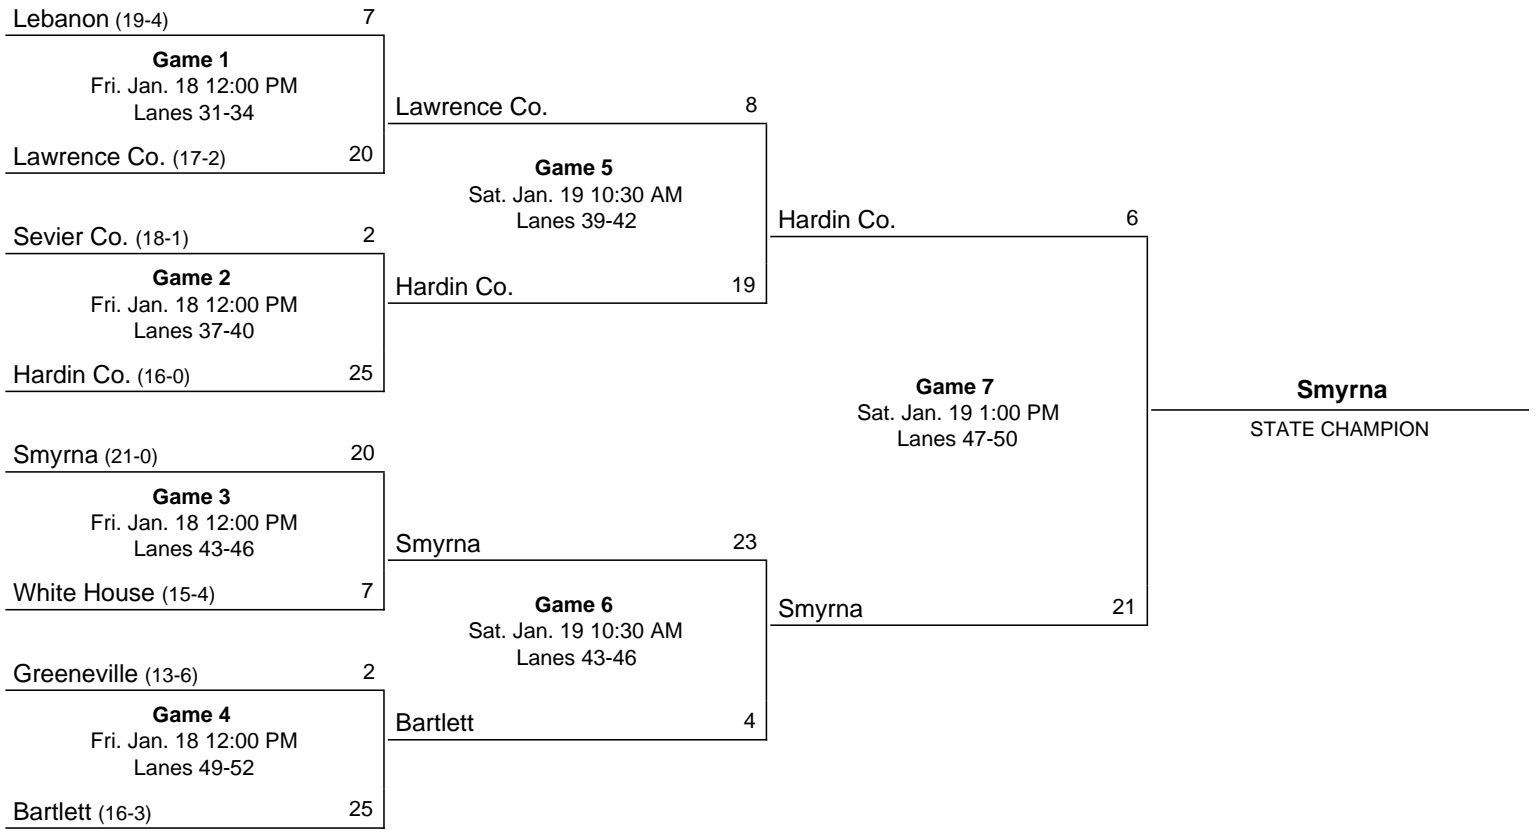 Lebanon (19-4) 7
Game 1
Fri. Jan. 18 12:00 PM
Lanes 31-34
Lawrence Co. (17-2) 20
Sevier Co. (18-1) 2
Game 2
Fri. Jan. 18 12:00 PM
Lanes 37-40
Hardin Co. (16-0) 25
Smyrna (21-0) 20
Game 3
Fri. Jan. 18 12:00 PM
Lanes 43-46
White House (15-4) 7
Greeneville (13-6) 2
Game 4
Fri. Jan. 18 12:00 PM
Lanes 49-52
Bartlett (16-3) 25
Lawrence Co. 8
Game 5
Sat. Jan. 19 10:30 AM
Lanes 39-42
Hardin Co. 19
Smyrna 23
Game 6
Sat. Jan. 19 10:30 AM
Lanes 43-46
Bartlett 4
Hardin Co. 6
Game 7
Sat. Jan. 19 1:00 PM
Lanes 47-50
Smyrna 21
Smyrna
STATE CHAMPION